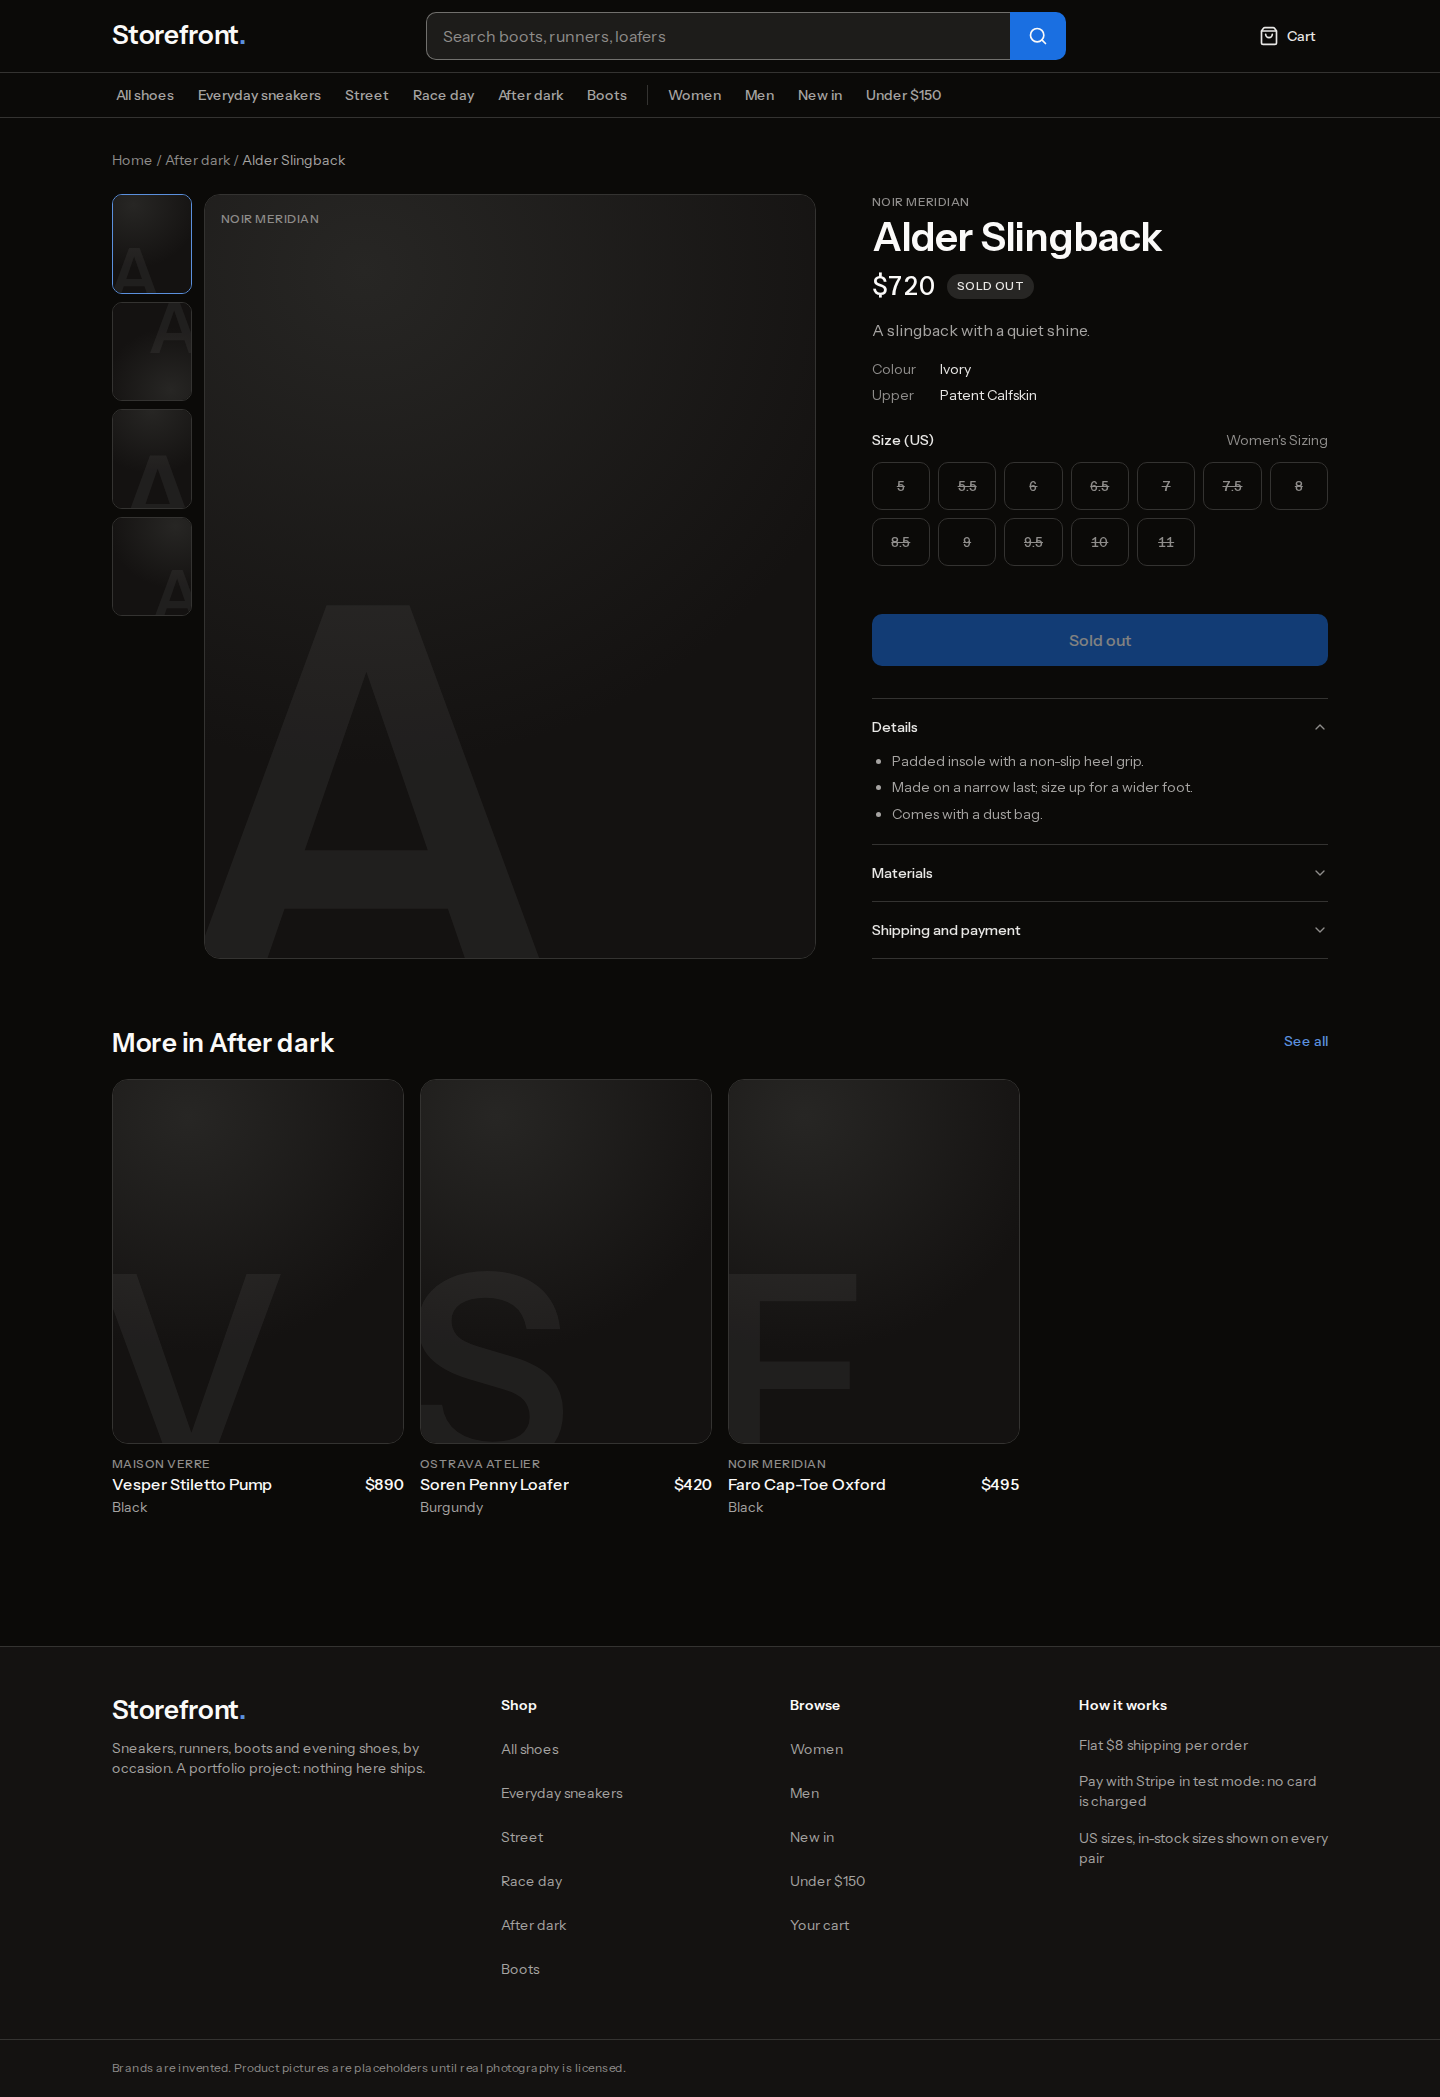 Storefront.
Search boots, runners, loafers
Cart
All shoes Everyday sneakers Street Race day After dark Boots Women Men New in Under $150
Home / After dark / Alder Slingback
A
A
A
A
NOIR MERIDIAN
A
NOIR MERIDIAN
Alder Slingback
$720 SOLD OUT
A slingback with a quiet shine.
Colour Ivory
Upper Patent Calfskin
Size (US) Women's Sizing
5 5.5 6 6.5 7 7.5 8
8.5 9 9.5 10 11
Sold out
Details
Padded insole with a non-slip heel grip.
Made on a narrow last; size up for a wider foot.
Comes with a dust bag.
Materials
Shipping and payment
More in After dark
See all
V
MAISON VERRE
Vesper Stiletto Pump $890
Black
S
OSTRAVA ATELIER
Soren Penny Loafer $420
Burgundy
F
NOIR MERIDIAN
Faro Cap-Toe Oxford $495
Black
Storefront.
Sneakers, runners, boots and evening shoes, by
occasion. A portfolio project: nothing here ships.
Shop
All shoes
Everyday sneakers
Street
Race day
After dark
Boots
Browse
Women
Men
New in
Under $150
Your cart
How it works
Flat $8 shipping per order
Pay with Stripe in test mode: no card
is charged
US sizes, in-stock sizes shown on every
pair
Brands are invented. Product pictures are placeholders until real photography is licensed.